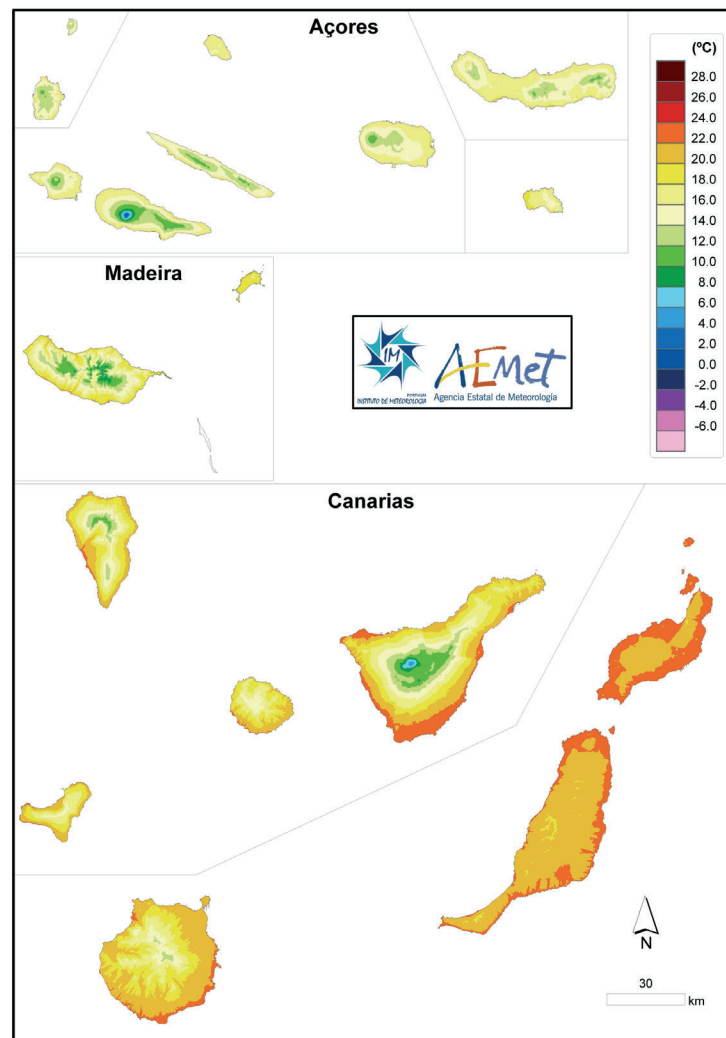 Açores
(ºC)
28.0
26.0
24.0
22.0
20.0
18.0
16.0
14.0
12.0
10.0
8.0
6.0
4.0
2.0
0.0
-2.0
-4.0
-6.0
Madeira
IM
PORTUGAL
INSTITUTO DE METEOROLOGIA
AEMet
Agencia Estatal de Meteorología
Canarias
N
30
km